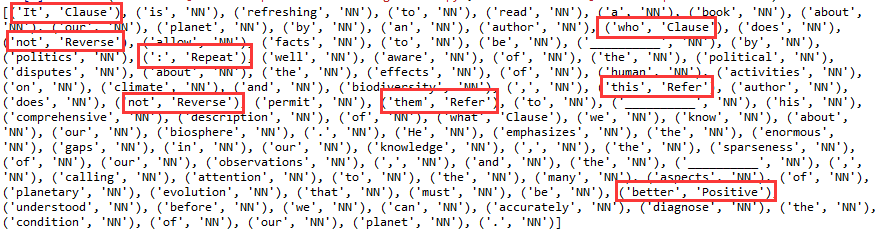 [('It', 'Clause'), ('is', 'NN'), ('refreshing', 'NN'), ('to', 'NN'), ('read', 'NN'), ('a', 'NN'), ('book', 'NN'), ('about',
'NN'), ('our', 'NN'), ('planet', 'NN'), ('by', 'NN'), ('an', 'NN'), ('author', 'NN'), ('who', 'Clause'), ('does', 'NN'),
('not', 'Reverse'), ('allow', 'NN'), ('facts', 'NN'), ('to', 'NN'), ('be', 'NN'), ('__________', 'NN'), ('by', 'NN'),
('politics', 'NN'), (':', 'Repeat'), ('well', 'NN'), ('aware', 'NN'), ('of', 'NN'), ('the', 'NN'), ('political', 'NN'),
('disputes', 'NN'), ('about', 'NN'), ('the', 'NN'), ('effects', 'NN'), ('of', 'NN'), ('human', 'NN'), ('activities', 'NN'),
('on', 'NN'), ('climate', 'NN'), ('and', 'NN'), ('biodiversity', 'NN'), (',', 'NN'), ('this', 'Refer'), ('author', 'NN'),
('does', 'NN'), ('not', 'Reverse'), ('permit', 'NN'), ('them', 'Refer'), ('to', 'NN'), ('__________', 'NN'), ('his', 'NN'),
('comprehensive', 'NN'), ('description', 'NN'), ('of', 'NN'), ('what', 'Clause'), ('we', 'NN'), ('know', 'NN'), ('about',
'NN'), ('our', 'NN'), ('biosphere', 'NN'), ('.', 'NN'), ('He', 'NN'), ('emphasizes', 'NN'), ('the', 'NN'), ('enormous',
'NN'), ('gaps', 'NN'), ('in', 'NN'), ('our', 'NN'), ('knowledge', 'NN'), (',', 'NN'), ('the', 'NN'), ('sparseness', 'NN'),
('of', 'NN'), ('our', 'NN'), ('observations', 'NN'), (',', 'NN'), ('and', 'NN'), ('the', 'NN'), ('__________', 'NN'), (',',
'NN'), ('calling', 'NN'), ('attention', 'NN'), ('to', 'NN'), ('the', 'NN'), ('many', 'NN'), ('aspects', 'NN'), ('of', 'NN'),
('planetary', 'NN'), ('evolution', 'NN'), ('that', 'NN'), ('must', 'NN'), ('be', 'NN'), ('better', 'Positive'),
('understood', 'NN'), ('before', 'NN'), ('we', 'NN'), ('can', 'NN'), ('accurately', 'NN'), ('diagnose', 'NN'), ('the', 'NN'),
('condition', 'NN'), ('of', 'NN'), ('our', 'NN'), ('planet', 'NN'), ('.', 'NN')]